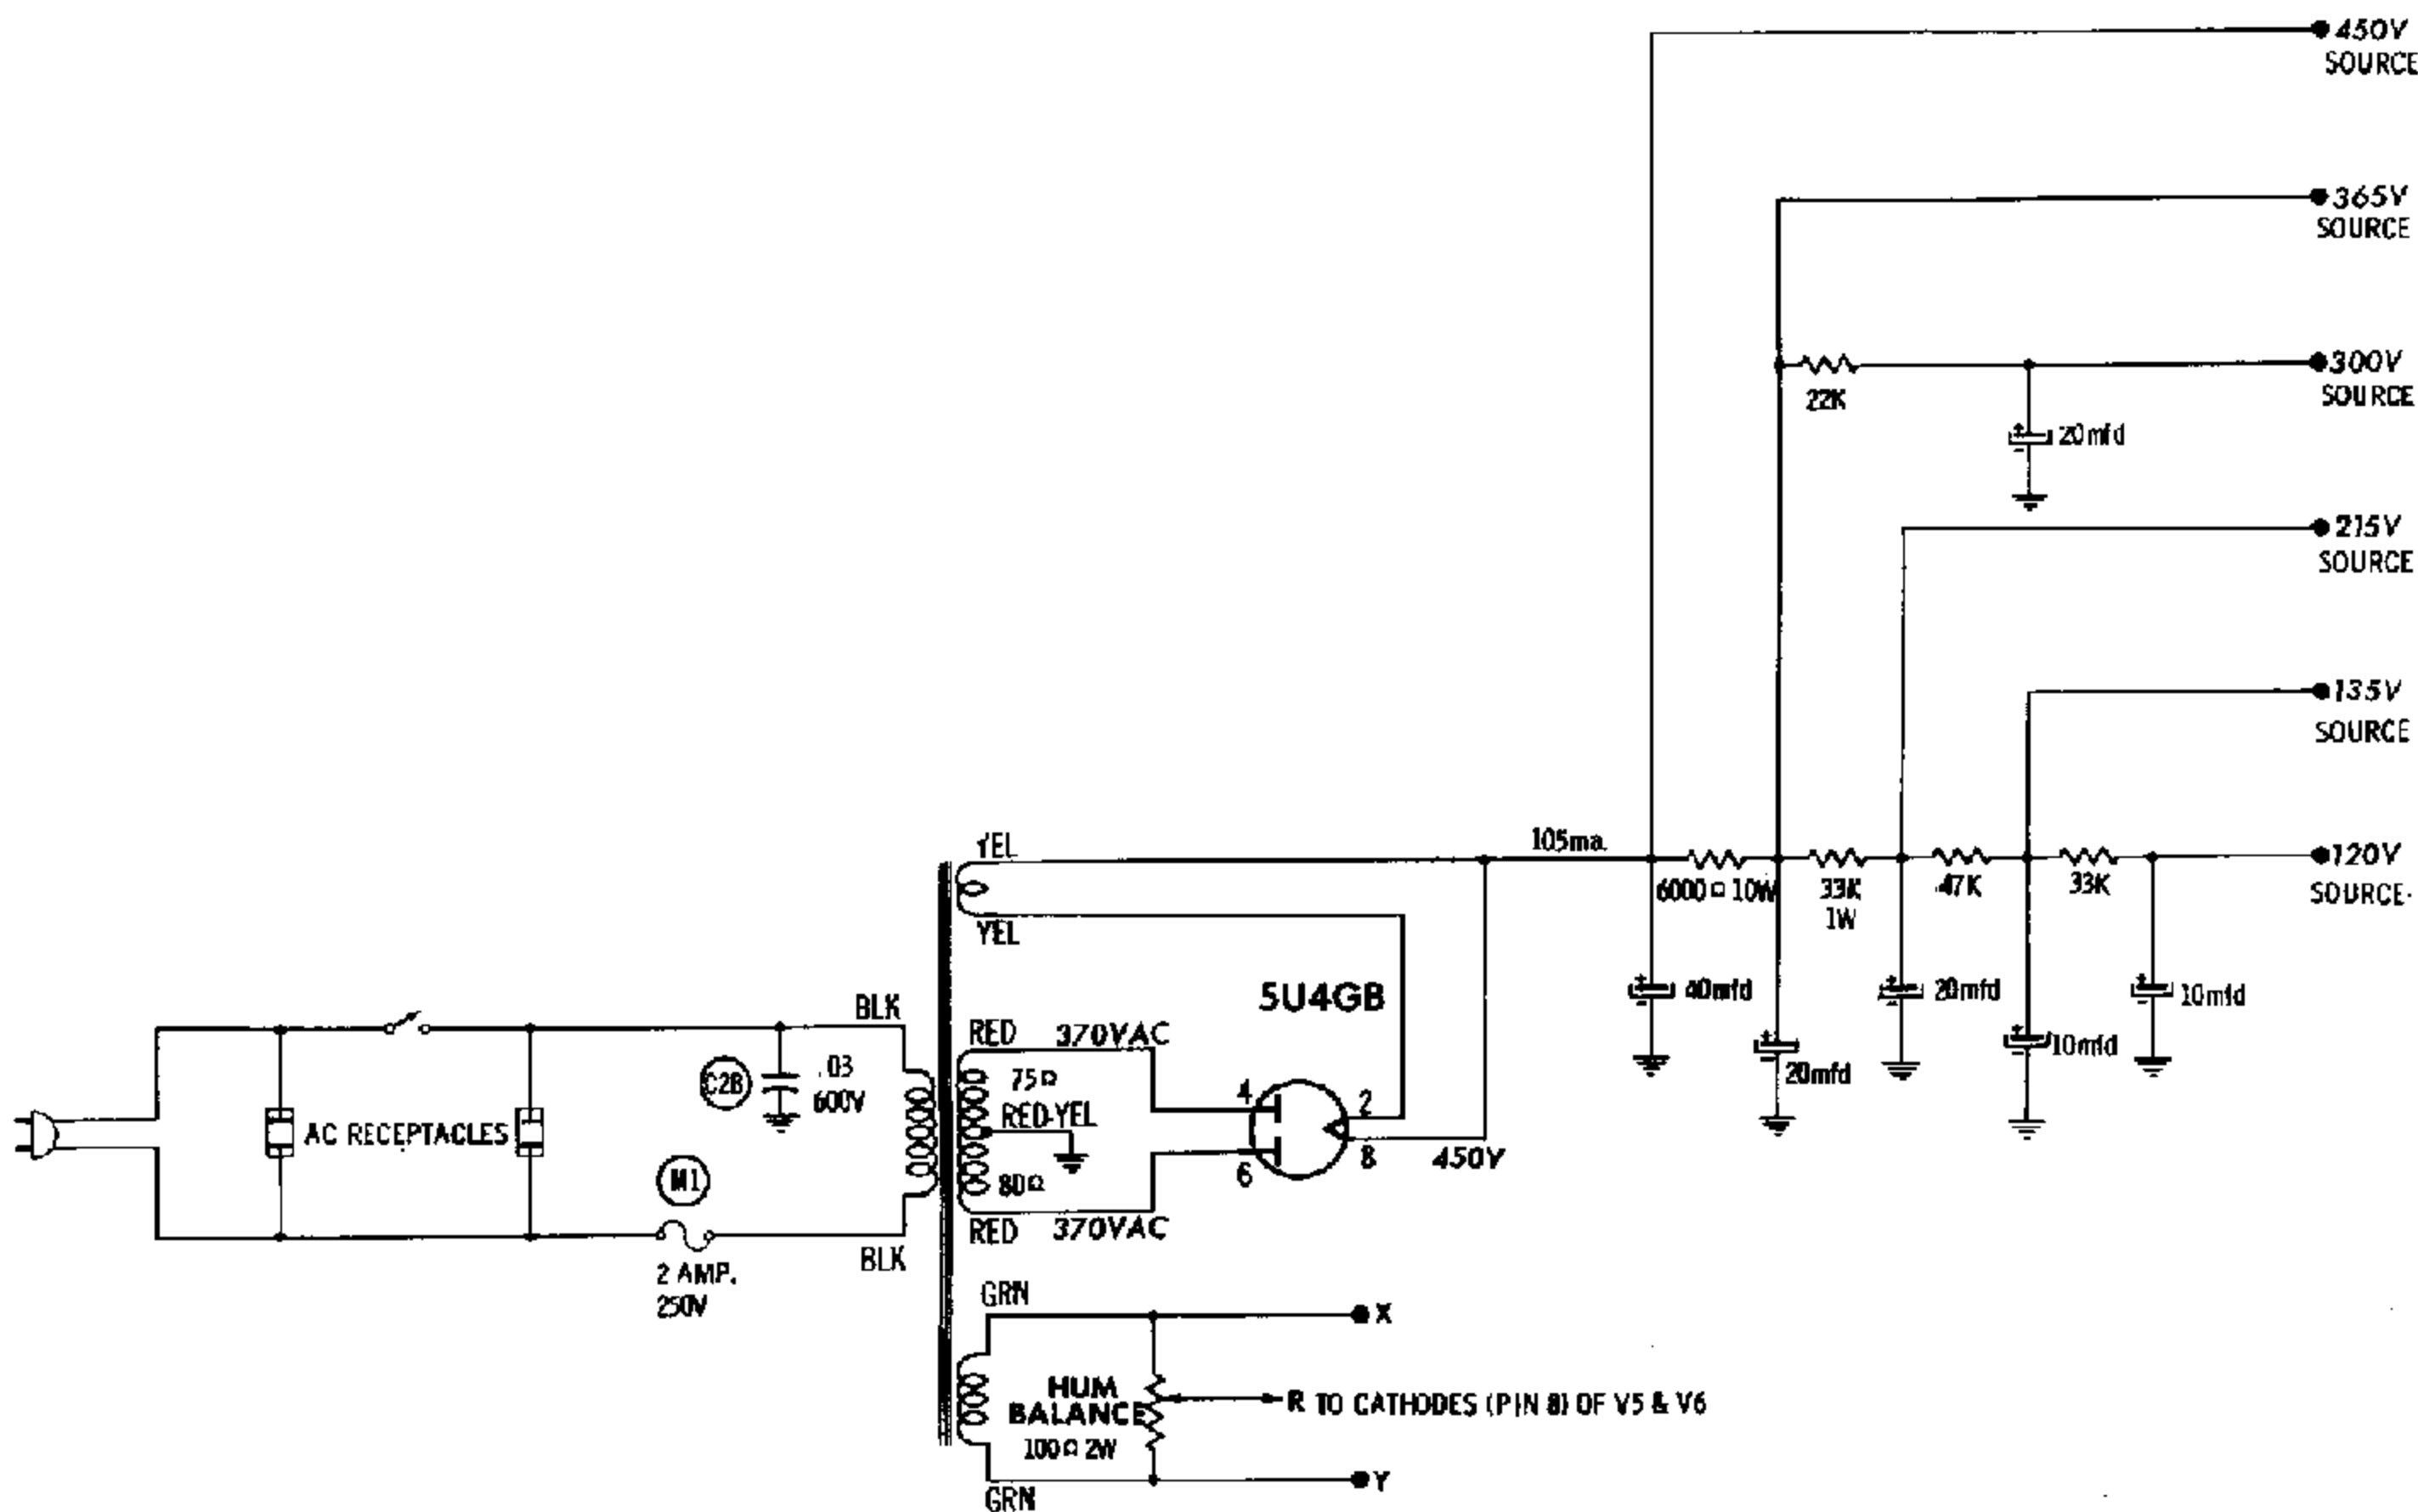 450V
SOURCE
365V
SOURCE
300V
SOURCE
22K
20mfd
215V
SOURCE
135V
SOURCE
120V
SOURCE
105ma.
6000Ω 10W
33K
1W
47K
33K
40mfd
20mfd
20mfd
10mfd
10mfd
YEL
YEL
5U4GB
BLK
RED
370VAC
C2B
.03
600V
75Ω
RED-YEL
80Ω
4
6
2
8
450V
AC RECEPTACLES
M1
2 AMP.
250V
BLK
RED
370VAC
GRN
X
HUM
BALANCE
100Ω 2W
R TO CATHODES (PIN 8) OF V5 & V6
Y
GRN